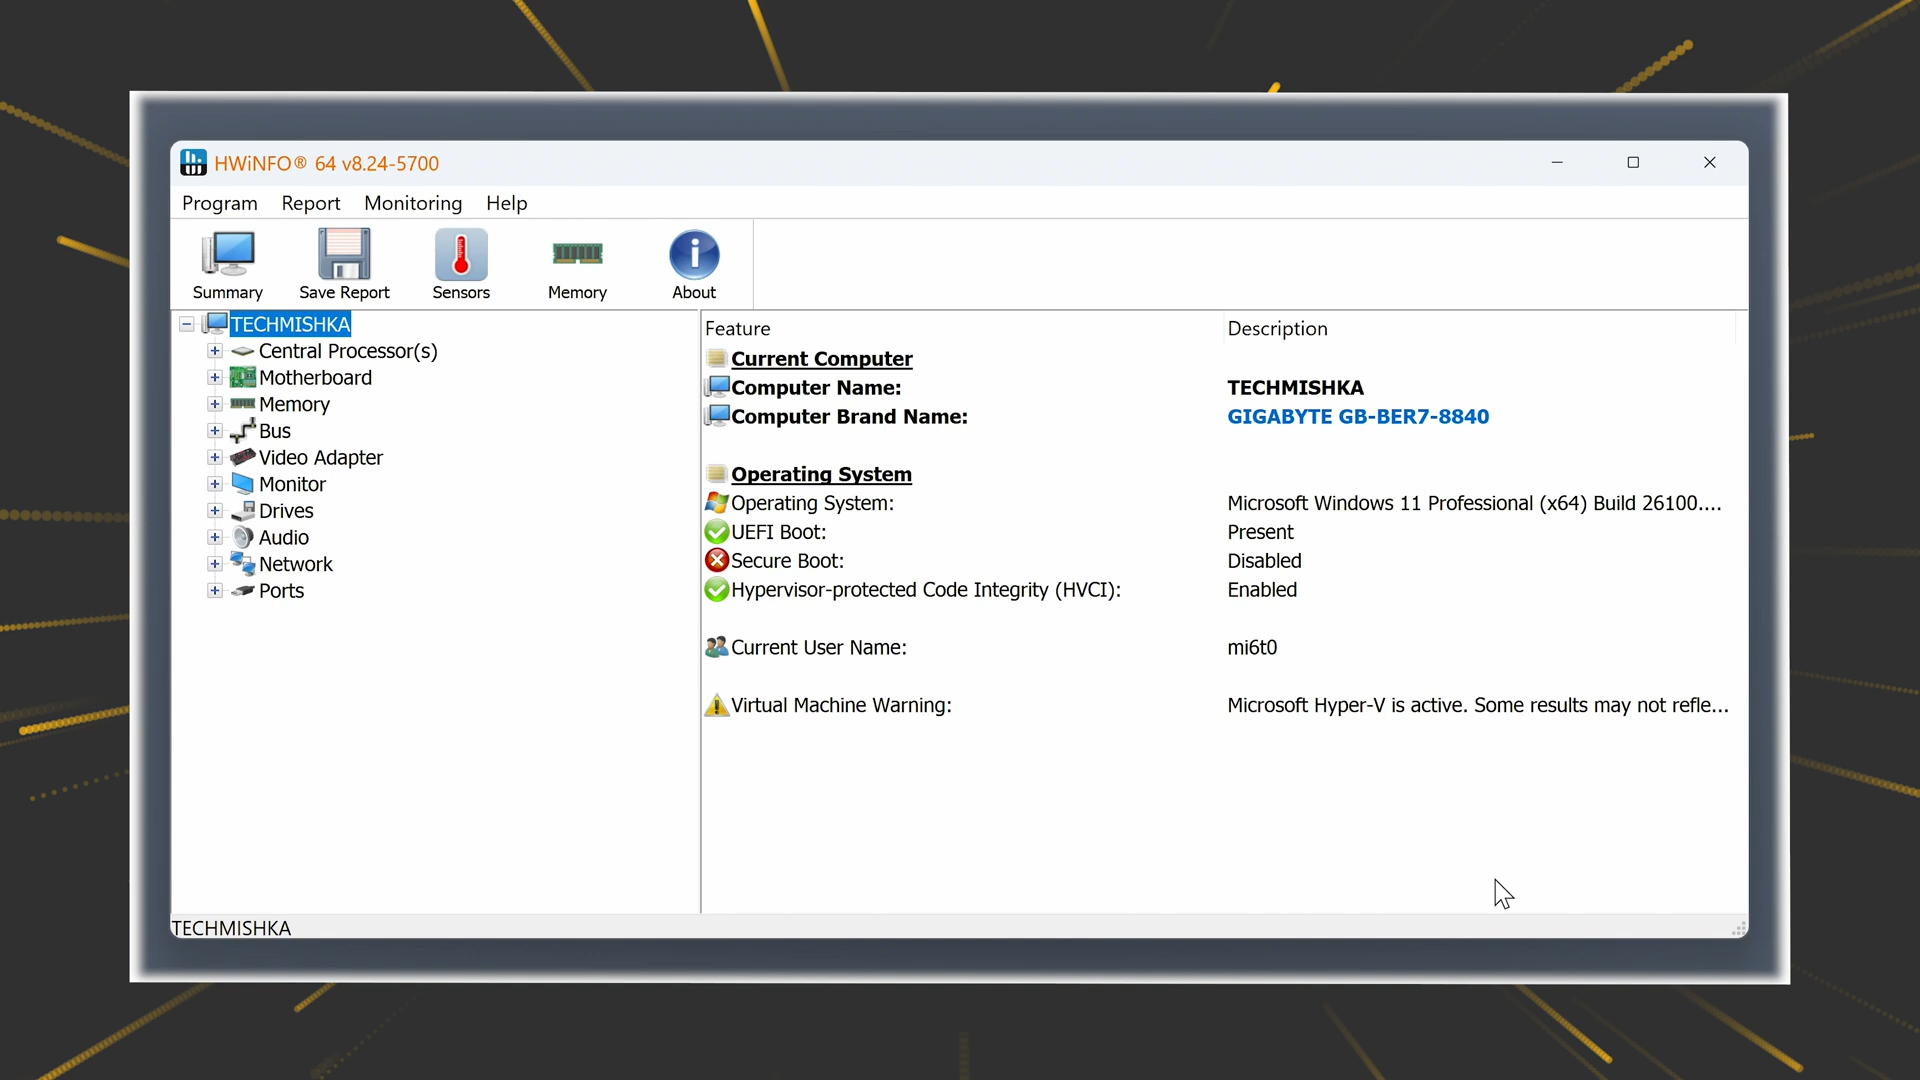 HWiNFO® 64 v8.24-5700
Program Report Monitoring Help
Summary Save Report Sensors Memory About
TECHMISHKA
Central Processor(s)
Motherboard
Memory
Bus
Video Adapter
Monitor
Drives
Audio
Network
Ports
Feature Description
Current Computer
Computer Name: TECHMISHKA
Computer Brand Name: GIGABYTE GB-BER7-8840
Operating System
Operating System: Microsoft Windows 11 Professional (x64) Build 26100....
UEFI Boot: Present
Secure Boot: Disabled
Hypervisor-protected Code Integrity (HVCI): Enabled
Current User Name: mi6t0
Virtual Machine Warning: Microsoft Hyper-V is active. Some results may not refle...
TECHMISHKA